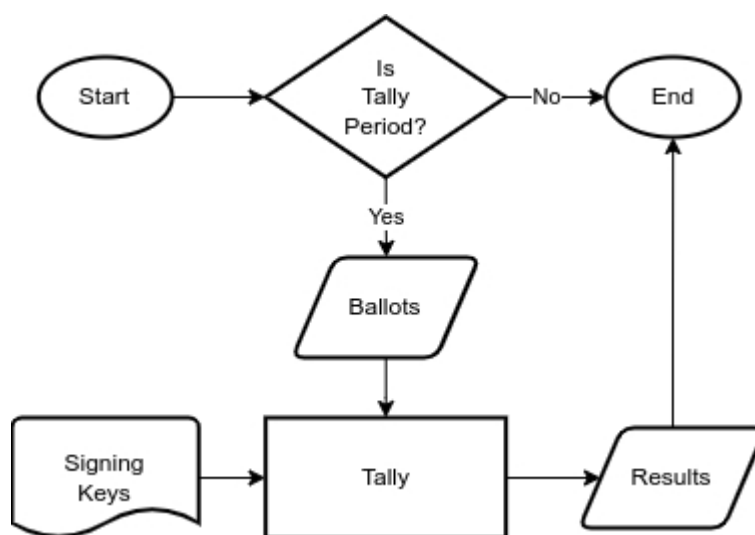 Start
Is
Tally
Period?
No
End
Yes
Ballots
Signing
Keys
Tally
Results